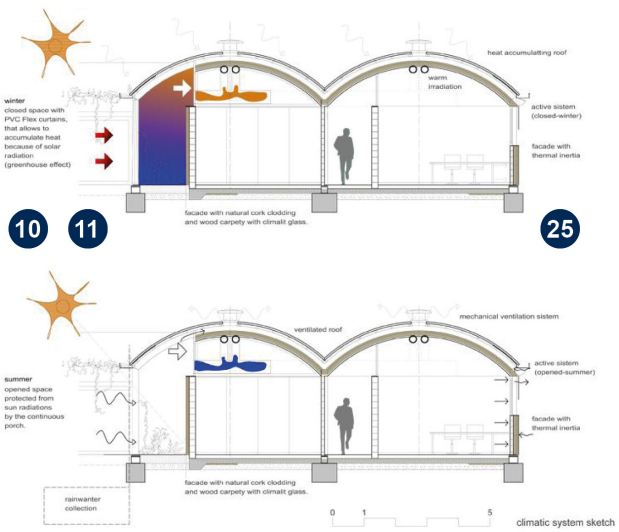 heat accumulatting roof
warm
irradiation
winter
closed space with
PVC Flex curtains,
that allows to
accumulate heat
because of solar
radiation
(greenhouse effect)
active sistem
(closed-winter)
facade with
thermal inertia
facade with natural cork clodding
and wood carpety with climalit glass.
10
11
25
mechanical ventilation sistem
ventilated roof
active sistem
(opened-summer)
summer
opened space
protected from
sun radiations
by the continuous
porch.
facade with
thermal inertia
facade with natural cork clodding
and wood carpety with climalit glass.
rainwanter
collection
0 1 5
climatic system sketch